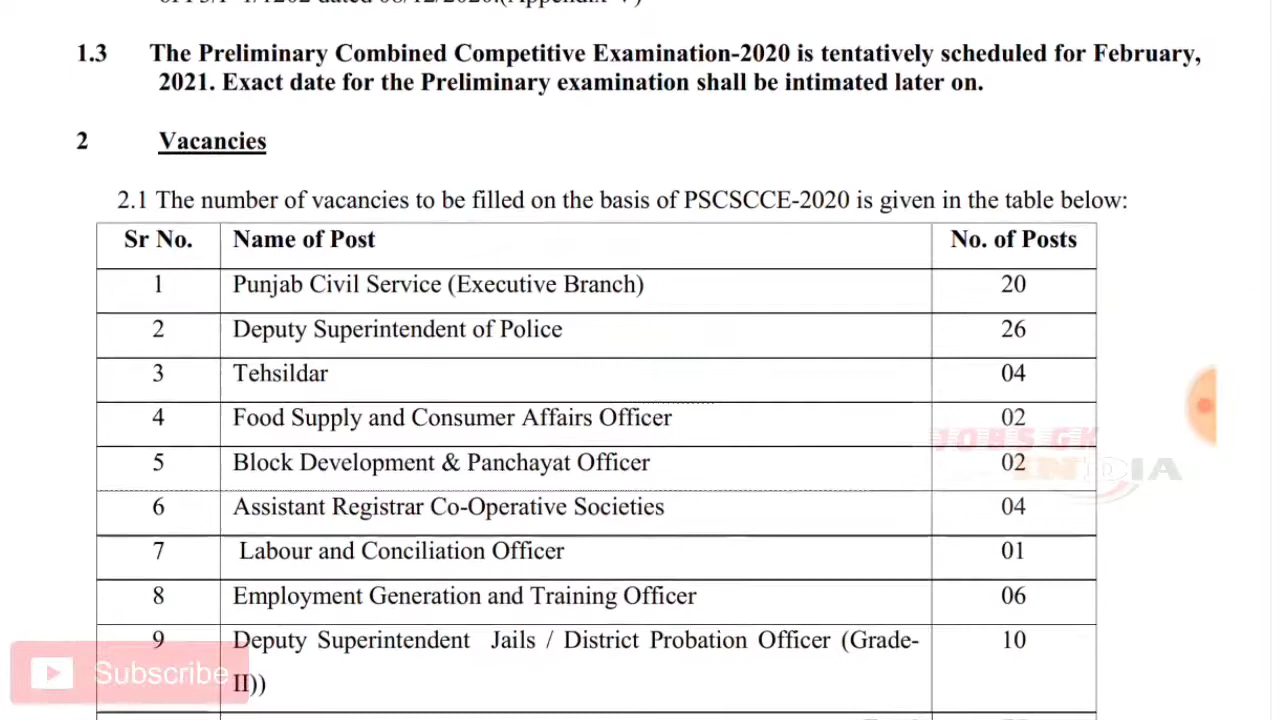 1.3 The Preliminary Combined Competitive Examination-2020 is tentatively scheduled for February,
2021. Exact date for the Preliminary examination shall be intimated later on.
2 Vacancies
2.1 The number of vacancies to be filled on the basis of PSCSCCE-2020 is given in the table below:
Sr No. Name of Post No. of Posts
1 Punjab Civil Service (Executive Branch) 20
2 Deputy Superintendent of Police 26
3 Tehsildar 04
4 Food Supply and Consumer Affairs Officer 02
JOBS GK
INDIA
5 Block Development & Panchayat Officer 02
6 Assistant Registrar Co-Operative Societies 04
7 Labour and Conciliation Officer 01
8 Employment Generation and Training Officer 06
9 Deputy Superintendent Jails / District Probation Officer (Grade- 10
II))
Subscribe